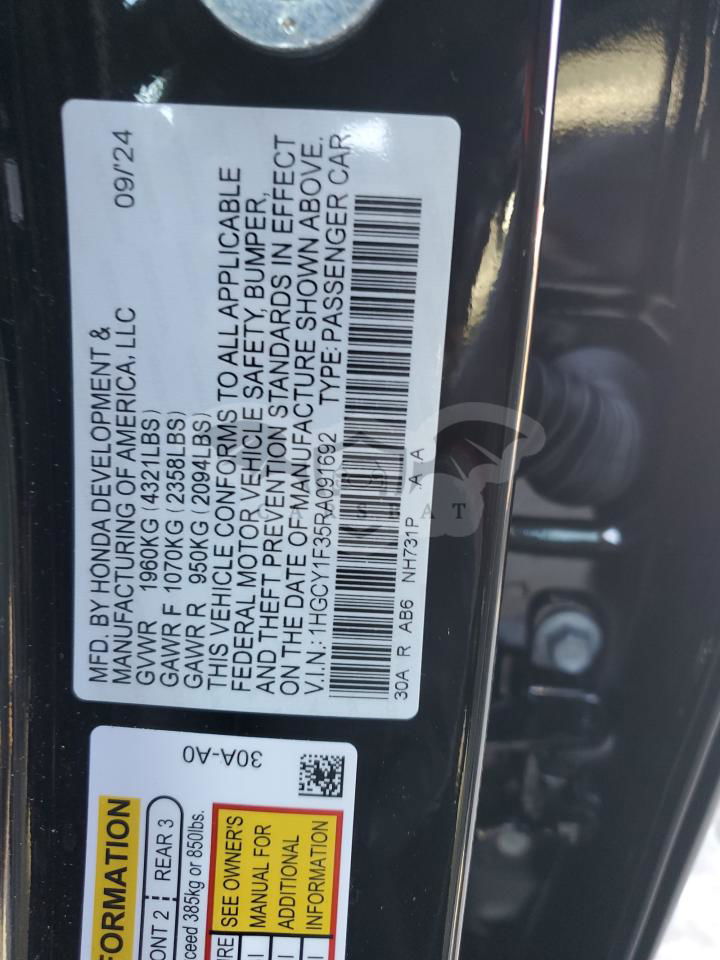 MFD. BY HONDA DEVELOPMENT &
MANUFACTURING OF AMERICA, LLC 09/'24
GVWR 1960KG (4321LBS)
GAWR F 1070KG (2358LBS)
GAWR R 950KG (2094LBS)
THIS VEHICLE CONFORMS TO ALL APPLICABLE
FEDERAL MOTOR VEHICLE SAFETY, BUMPER,
AND THEFT PREVENTION STANDARDS IN EFFECT
ON THE DATE OF MANUFACTURE SHOWN ABOVE.
V.I.N.: 1HGCY1F35RA091692 TYPE: PASSENGER CAR
30A R AB6 NH731P A A
30A-A0
FORMATION
ONT 2 REAR 3
ceed 385kg or 850lbs.
IRE SEE OWNER'S
MANUAL FOR
ADDITIONAL
INFORMATION